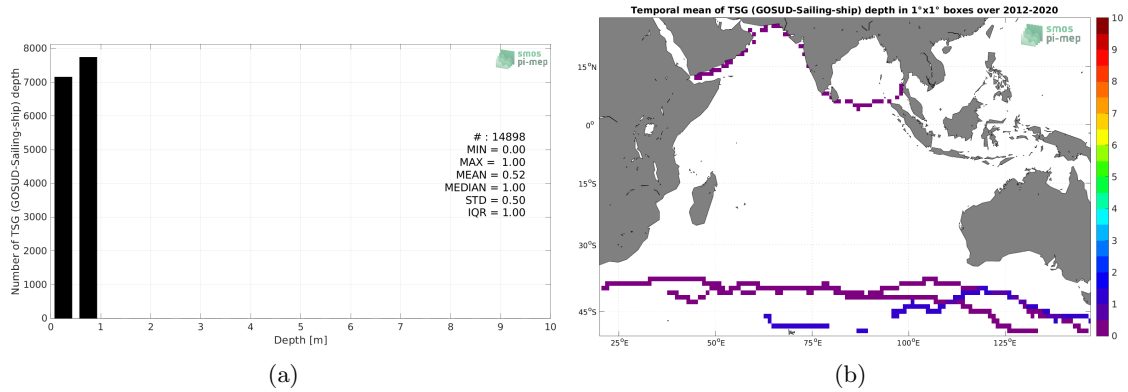 8000
7000
6000
5000
4000
3000
2000
1000
0
Number of TSG (GOSUD-Sailing-ship) depth
smos
pi-mep
# : 14898
MIN = 0.00
MAX = 1.00
MEAN = 0.52
MEDIAN = 1.00
STD = 0.50
IQR = 1.00
0 1 2 3 4 5 6 7 8 9 10
Depth [m]
(a)
Temporal mean of TSG (GOSUD-Sailing-ship) depth in 1°x1° boxes over 2012-2020
smos
pi-mep
15°N
0°
15°S
30°S
45°S
25°E 50°E 75°E 100°E 125°E
10
9
8
7
6
5
4
3
2
1
0
(b)